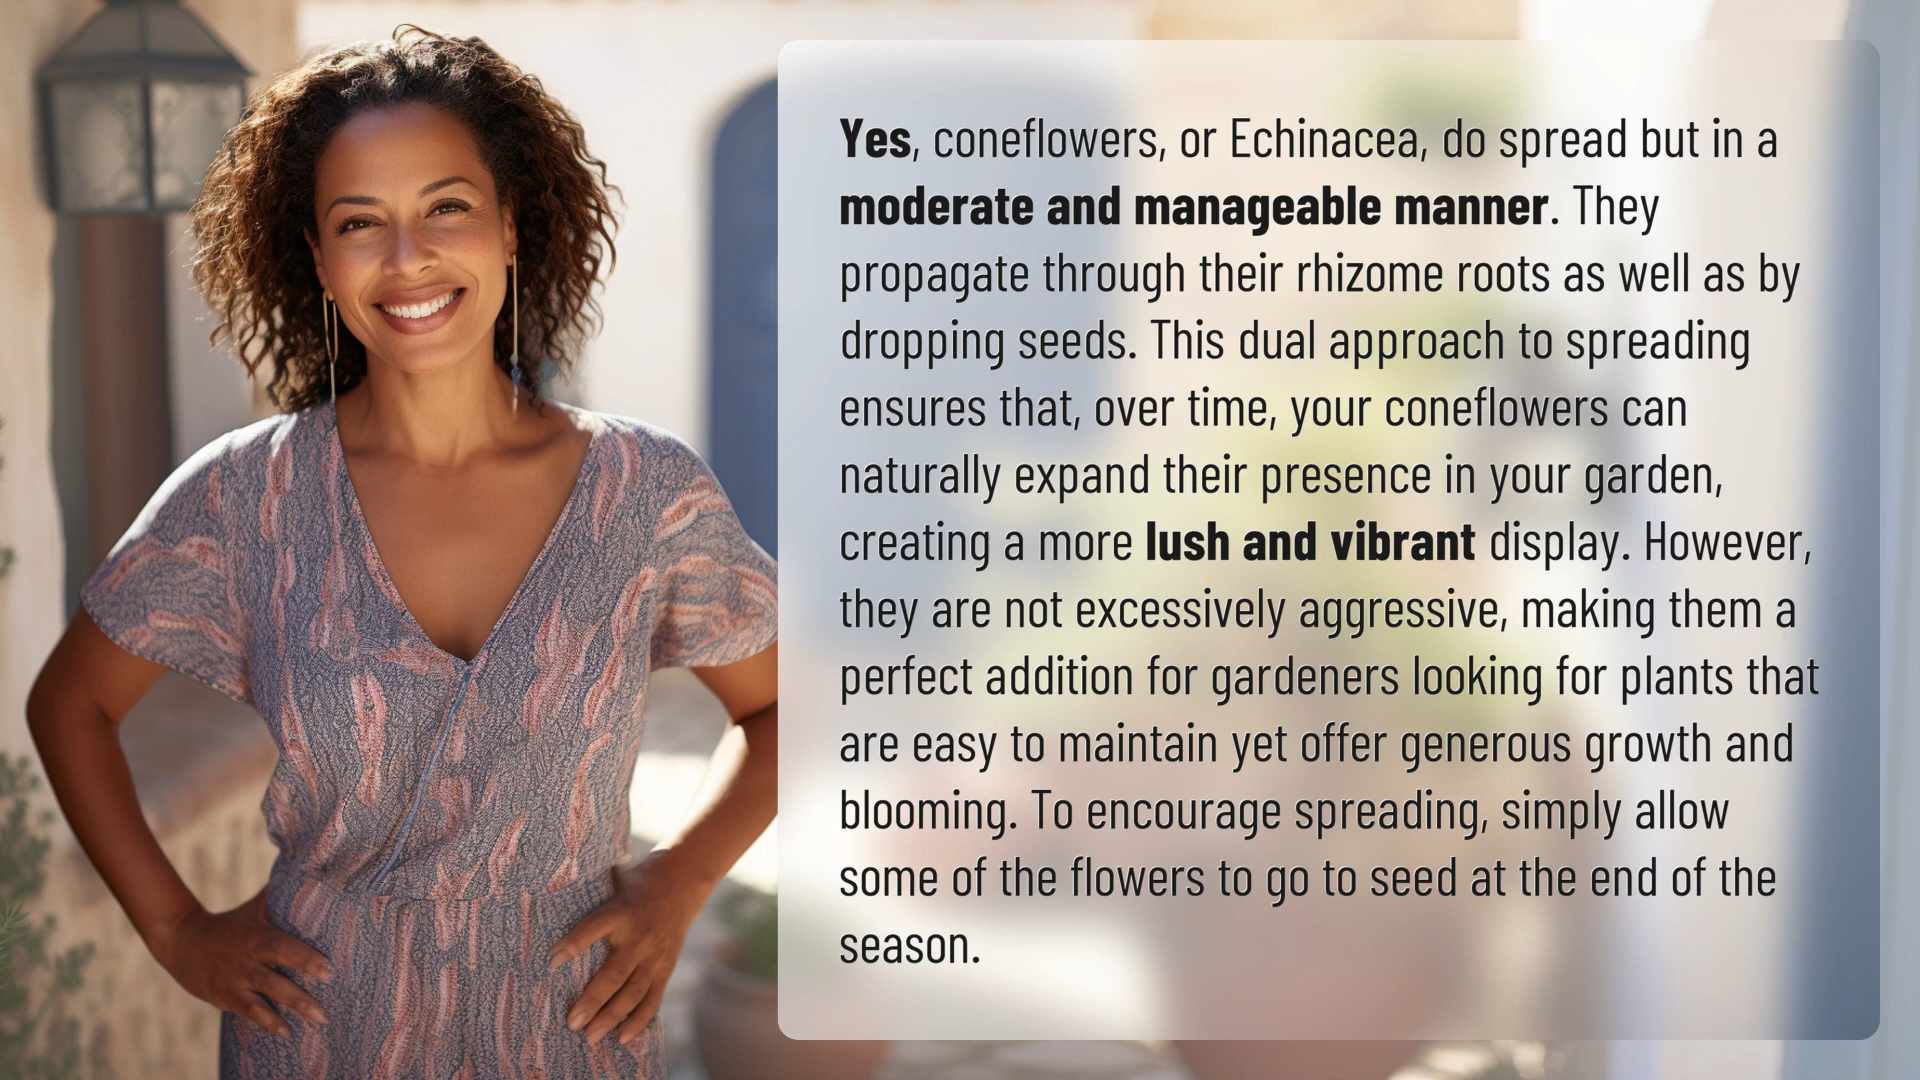 Yes, coneflowers, or Echinacea, do spread but in a
moderate and manageable manner. They
propagate through their rhizome roots as well as by
dropping seeds. This dual approach to spreading
ensures that, over time, your coneflowers can
naturally expand their presence in your garden,
creating a more lush and vibrant display. However,
they are not excessively aggressive, making them a
perfect addition for gardeners looking for plants that
are easy to maintain yet offer generous growth and
blooming. To encourage spreading, simply allow
some of the flowers to go to seed at the end of the
season.